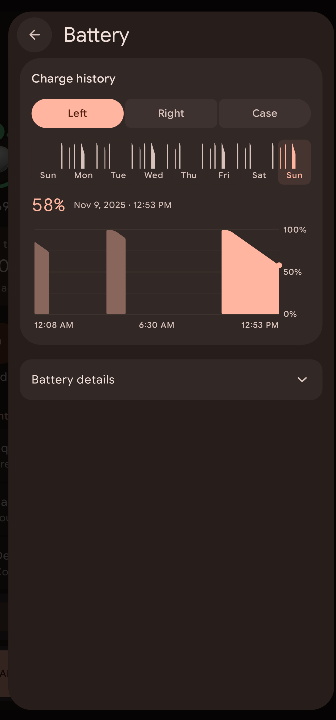 Battery
Charge history
Left Right Case
Sun Mon Tue Wed Thu Fri Sat Sun
58% Nov 9, 2025 · 12:53 PM
100%
50%
0%
12:08 AM 6:30 AM 12:53 PM
Battery details